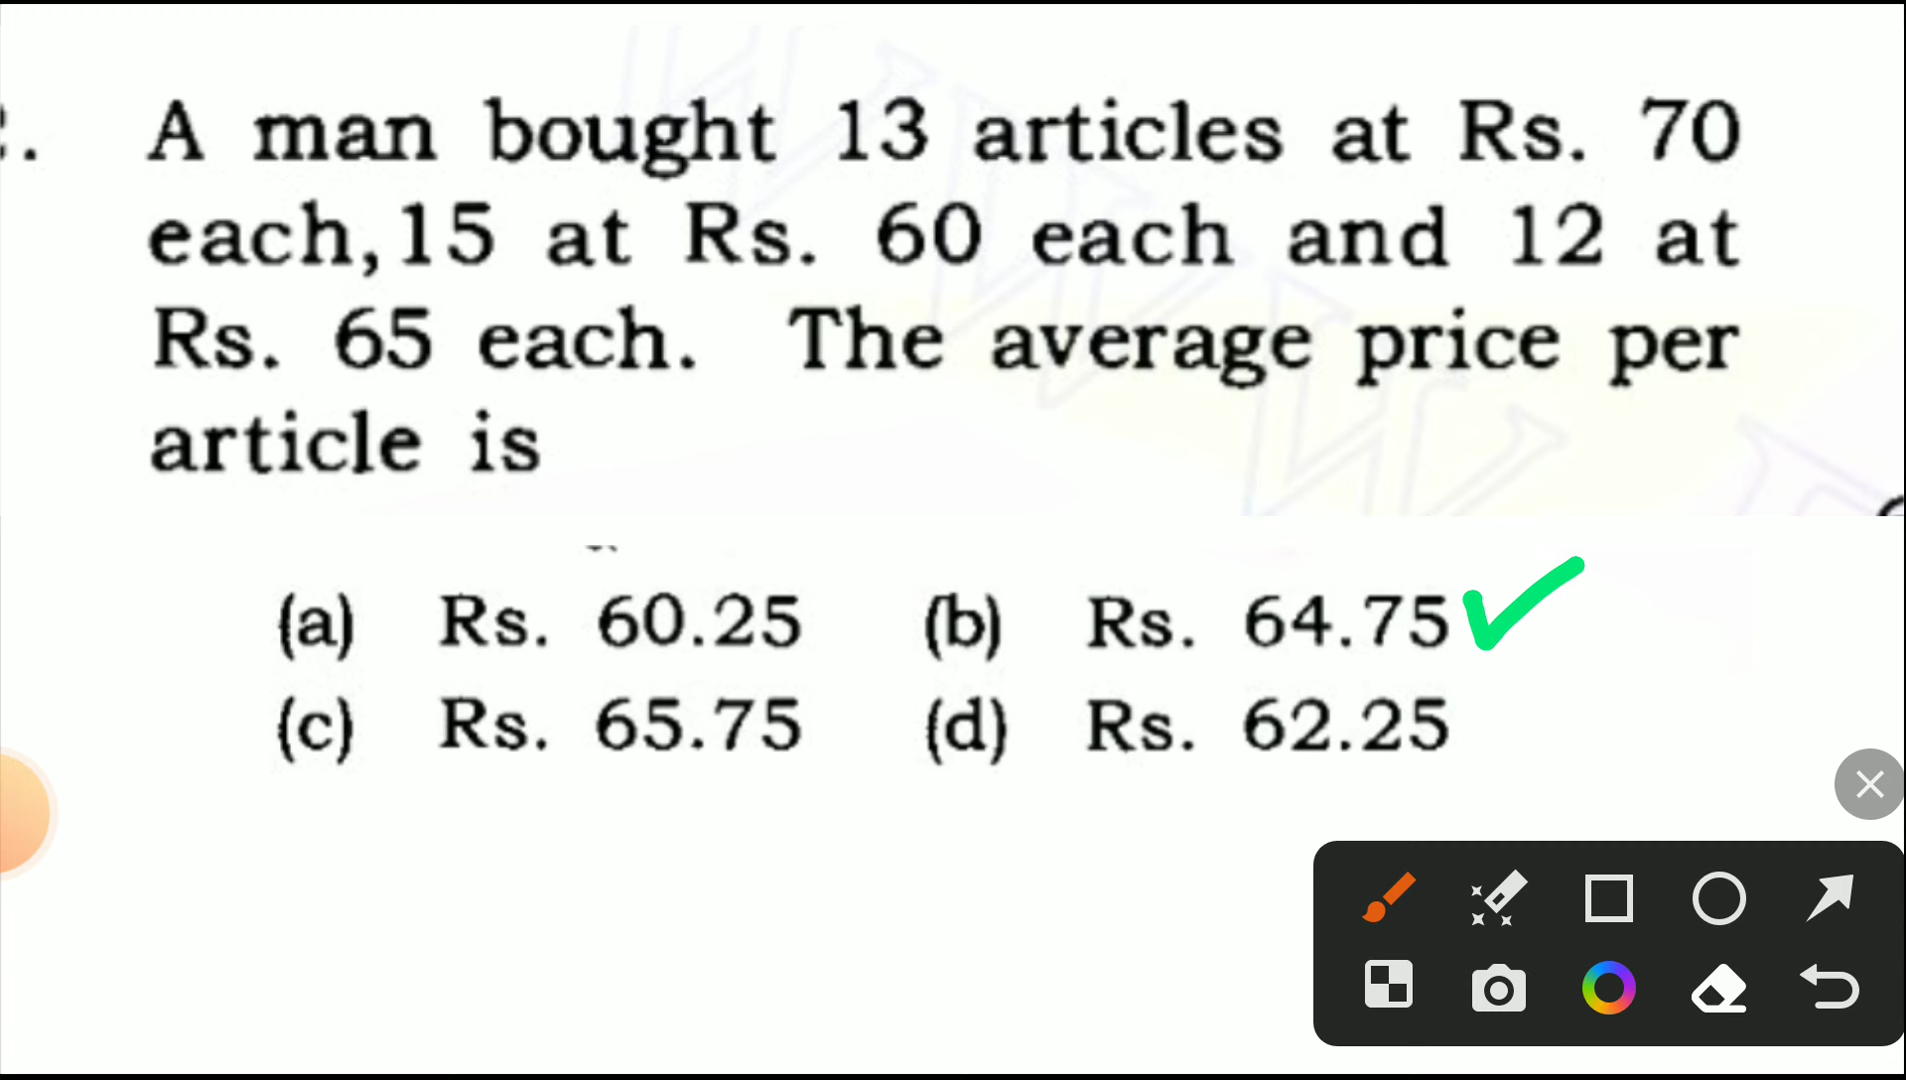 A man bought 13 articles at Rs. 70
each,15 at Rs. 60 each and 12 at
Rs. 65 each. The average price per
article is
(a) Rs. 60.25 (b) Rs. 64.75
(c) Rs. 65.75 (d) Rs. 62.25